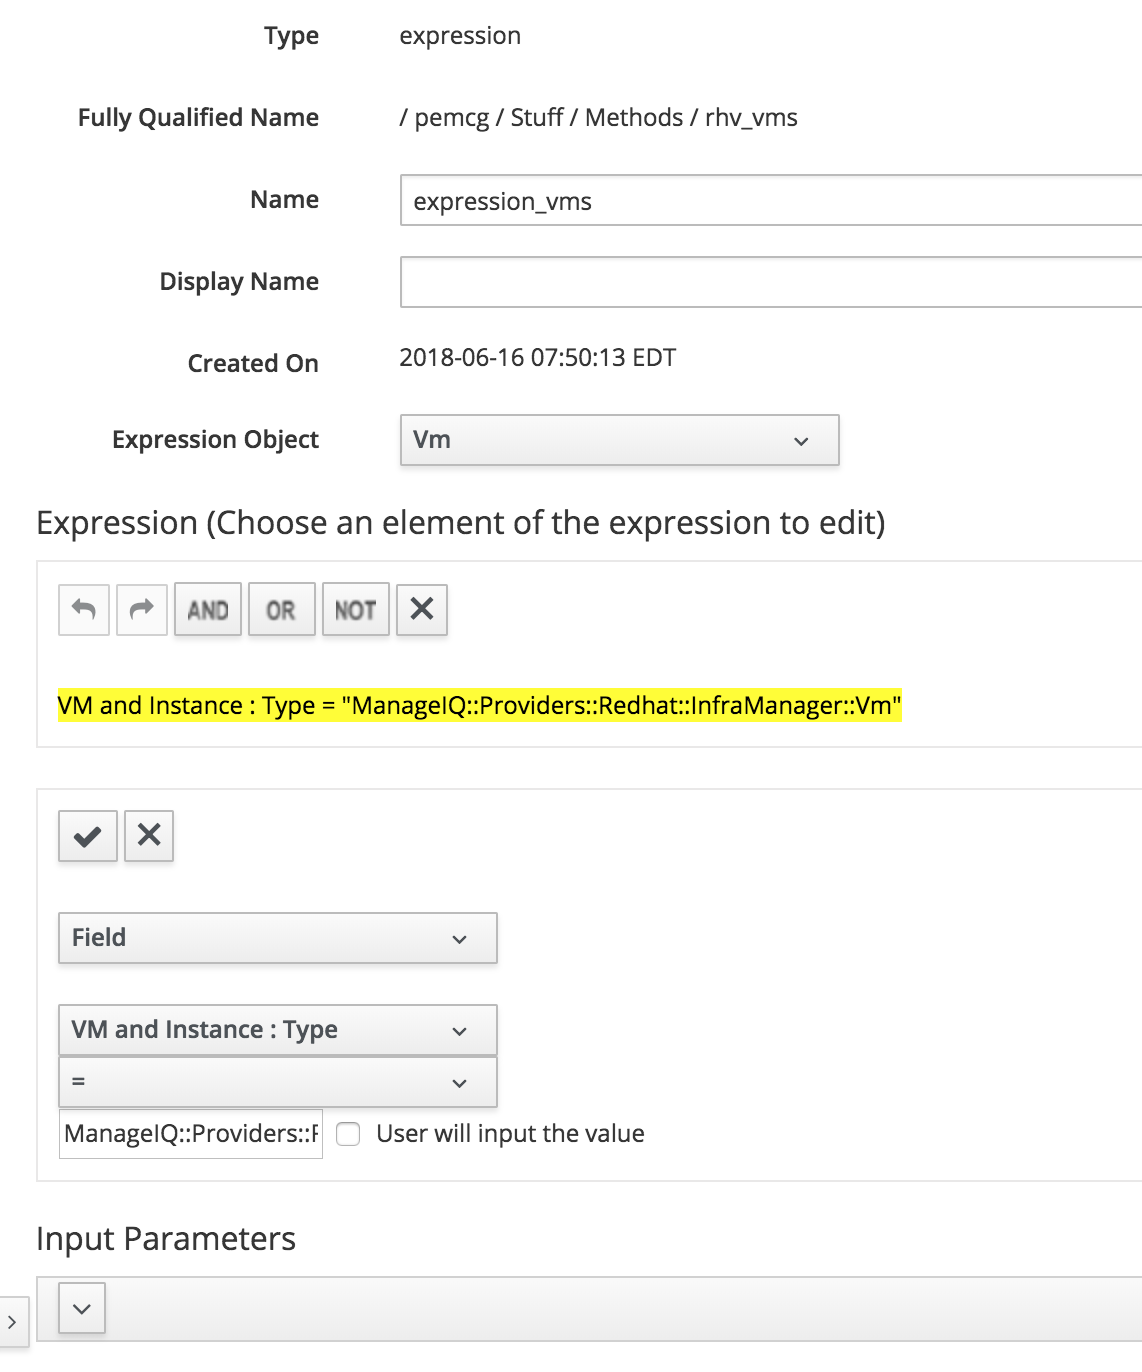 Type expression
Fully Qualified Name / pemcg / Stuff / Methods / rhv_vms
Name expression_vms
Display Name
Created On 2018-06-16 07:50:13 EDT
Expression Object Vm
Expression (Choose an element of the expression to edit)
AND OR NOT
VM and Instance : Type = "ManageIQ::Providers::Redhat::InfraManager::Vm"
Field
VM and Instance : Type
=
ManageIQ::Providers::F User will input the value
Input Parameters